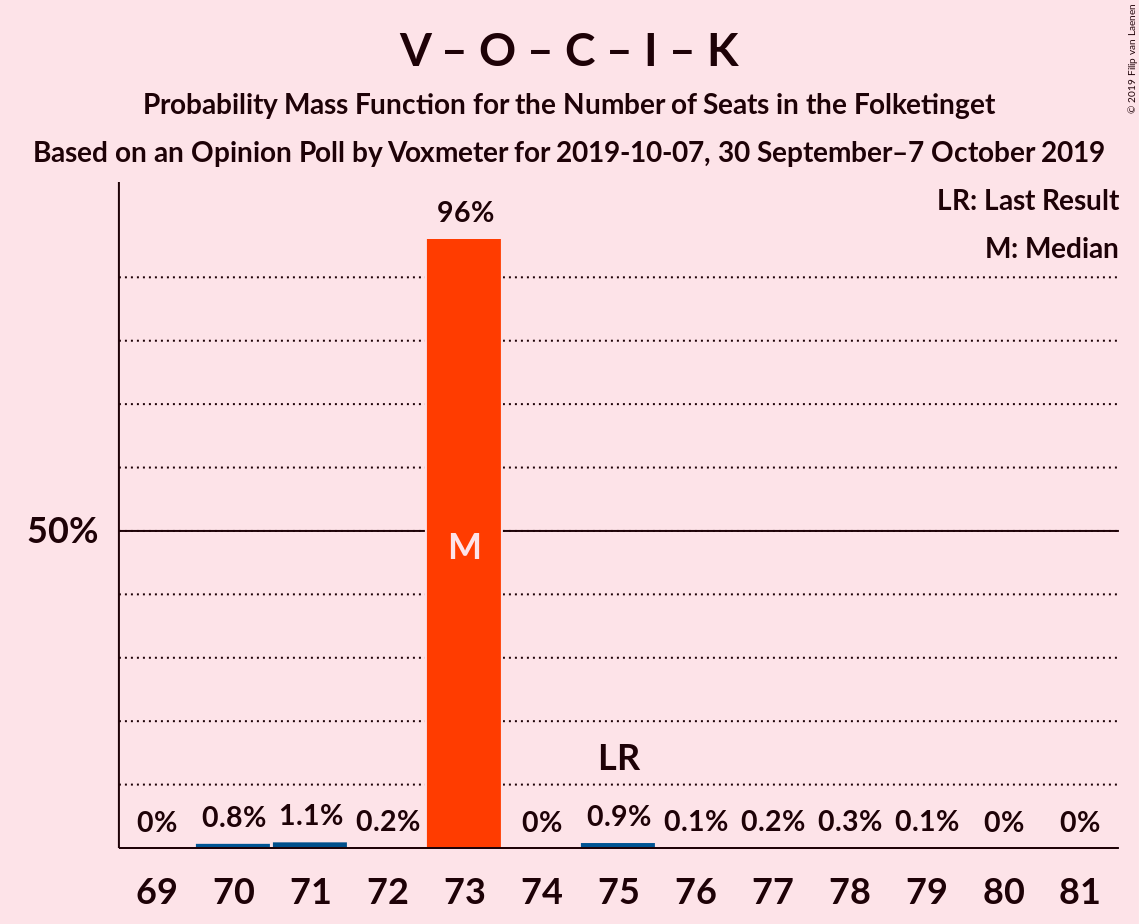 V – O – C – I – K
Probability Mass Function for the Number of Seats in the Folketinget
Based on an Opinion Poll by Voxmeter for 2019-10-07, 30 September–7 October 2019
© 2019 Filip van Laenen
LR: Last Result
M: Median
96%
50%
M
LR
0% 0.8% 1.1% 0.2% 0% 0.9% 0.1% 0.2% 0.3% 0.1% 0% 0%
69 70 71 72 73 74 75 76 77 78 79 80 81